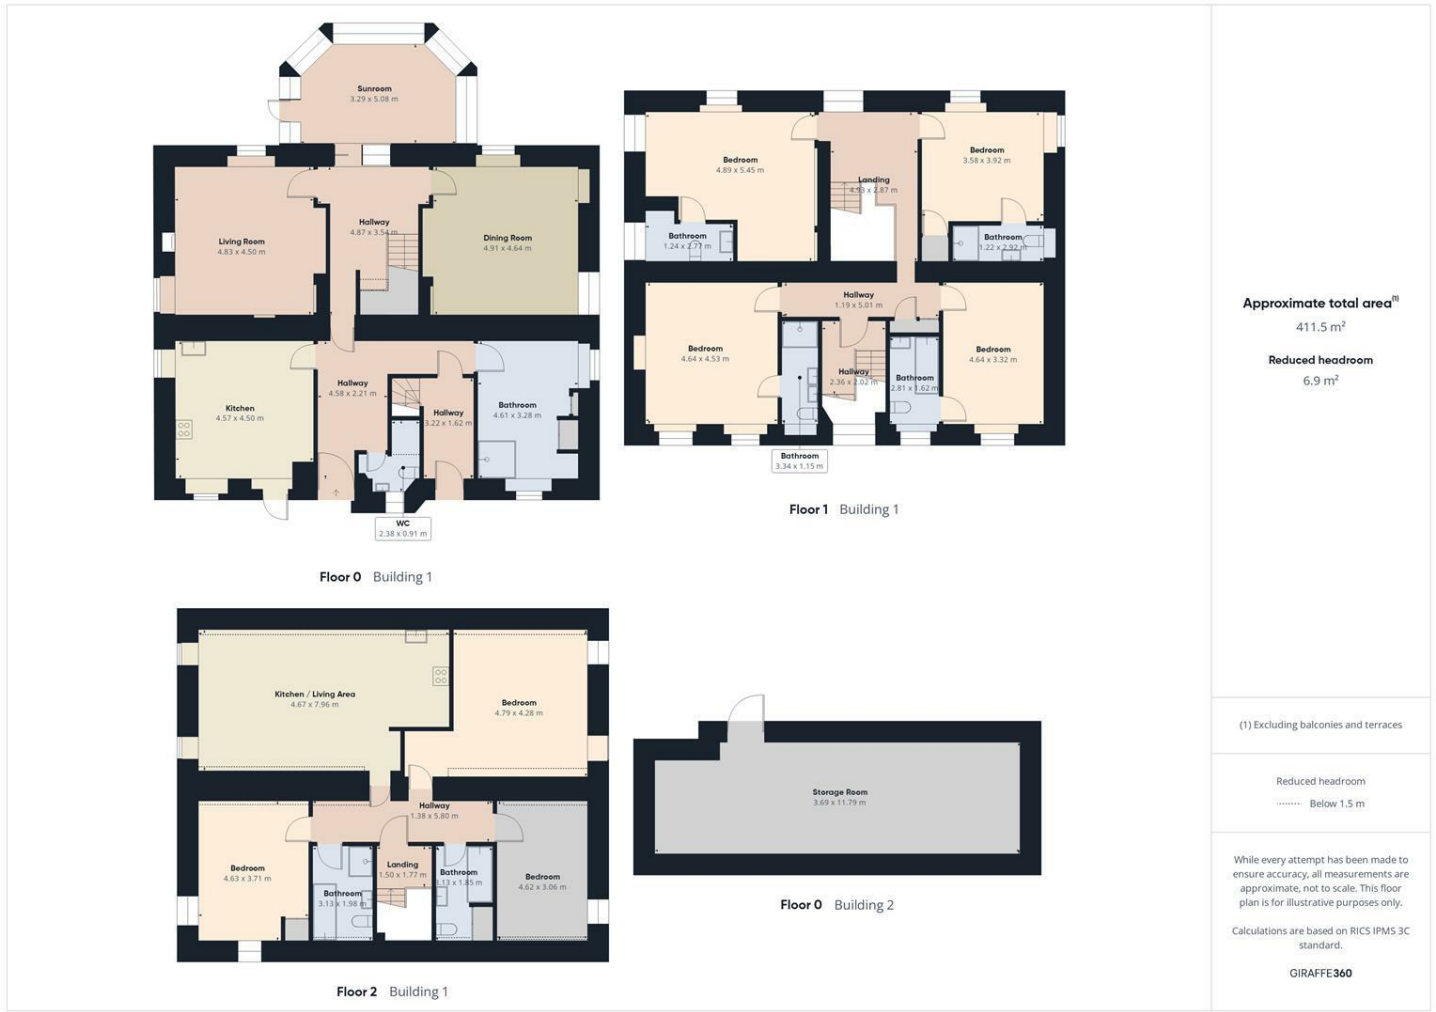 Sunroom
3.29 x 5.08 m
Living Room
4.83 x 4.50 m
Hallway
4.87 x 3.54 m
Dining Room
4.91 x 4.64 m
Kitchen
4.57 x 4.50 m
Hallway
4.58 x 2.21 m
Hallway
3.22 x 1.62 m
Bathroom
4.61 x 3.28 m
WC
2.38 x 0.91 m
Floor 0 Building 1
Bedroom
4.89 x 5.45 m
Landing
4.93 x 2.87 m
Bedroom
3.58 x 3.92 m
Bathroom
1.24 x 2.77 m
Bathroom
1.22 x 2.92 m
Hallway
1.19 x 5.01 m
Bedroom
4.64 x 4.53 m
Hallway
2.36 x 2.02 m
Bathroom
2.81 x 1.62 m
Bedroom
4.64 x 3.32 m
Bathroom
3.34 x 1.15 m
Floor 1 Building 1
Kitchen / Living Area
4.67 x 7.96 m
Bedroom
4.79 x 4.28 m
Hallway
1.38 x 5.80 m
Bedroom
4.63 x 3.71 m
Bathroom
3.13 x 1.98 m
Landing
1.50 x 1.77 m
Bathroom
3.13 x 1.85 m
Bedroom
4.62 x 3.06 m
Floor 2 Building 1
Storage Room
3.69 x 11.79 m
Floor 0 Building 2
Approximate total area(1)
411.5 m²
Reduced headroom
6.9 m²
(1) Excluding balconies and terraces
Reduced headroom
Below 1.5 m
While every attempt has been made to
ensure accuracy, all measurements are
approximate, not to scale. This floor
plan is for illustrative purposes only.
Calculations are based on RICS IPMS 3C
standard.
GIRAFFE360